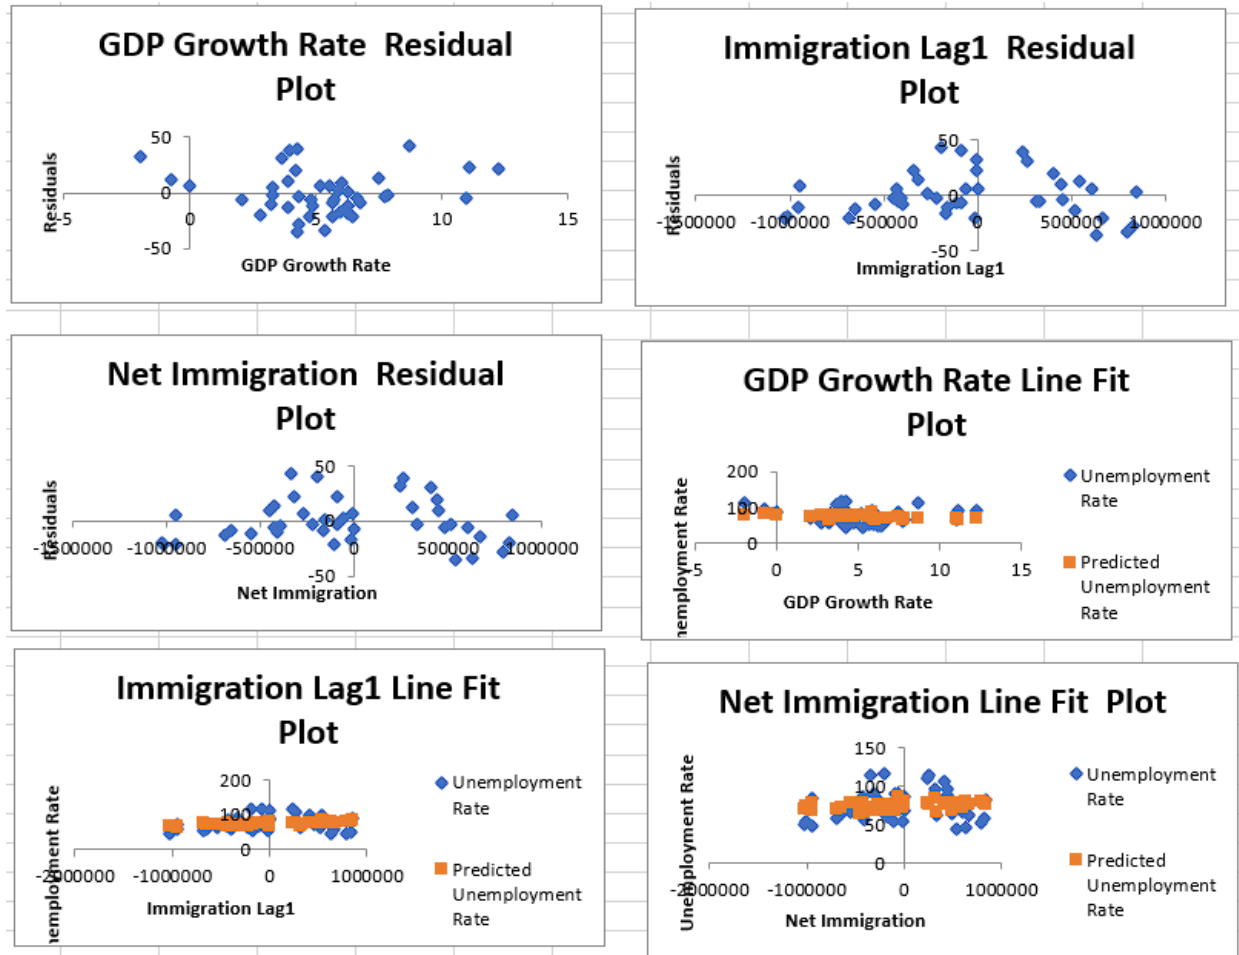 GDP Growth Rate Residual
Plot
50
0
-50
-5
0
5
10
15
Residuals
GDP Growth Rate
Immigration Lag1 Residual
Plot
50
0
-50
-1500000
-1000000
-500000
0
500000
1000000
Residuals
Immigration Lag1
Net Immigration Residual
Plot
50
0
-50
-1500000
-1000000
-500000
0
500000
1000000
Residuals
Net Immigration
GDP Growth Rate Line Fit
Plot
200
100
0
-5
0
5
10
15
nemployment Rate
GDP Growth Rate
Unemployment
Rate
Predicted
Unemployment
Rate
Immigration Lag1 Line Fit
Plot
200
100
0
-2000000
-1000000
0
1000000
nemployment Rate
Immigration Lag1
Unemployment
Rate
Predicted
Unemployment
Rate
Net Immigration Line Fit Plot
150
100
50
0
-2000000
-1000000
0
1000000
Unemployment Rate
Net Immigration
Unemployment
Rate
Predicted
Unemployment
Rate